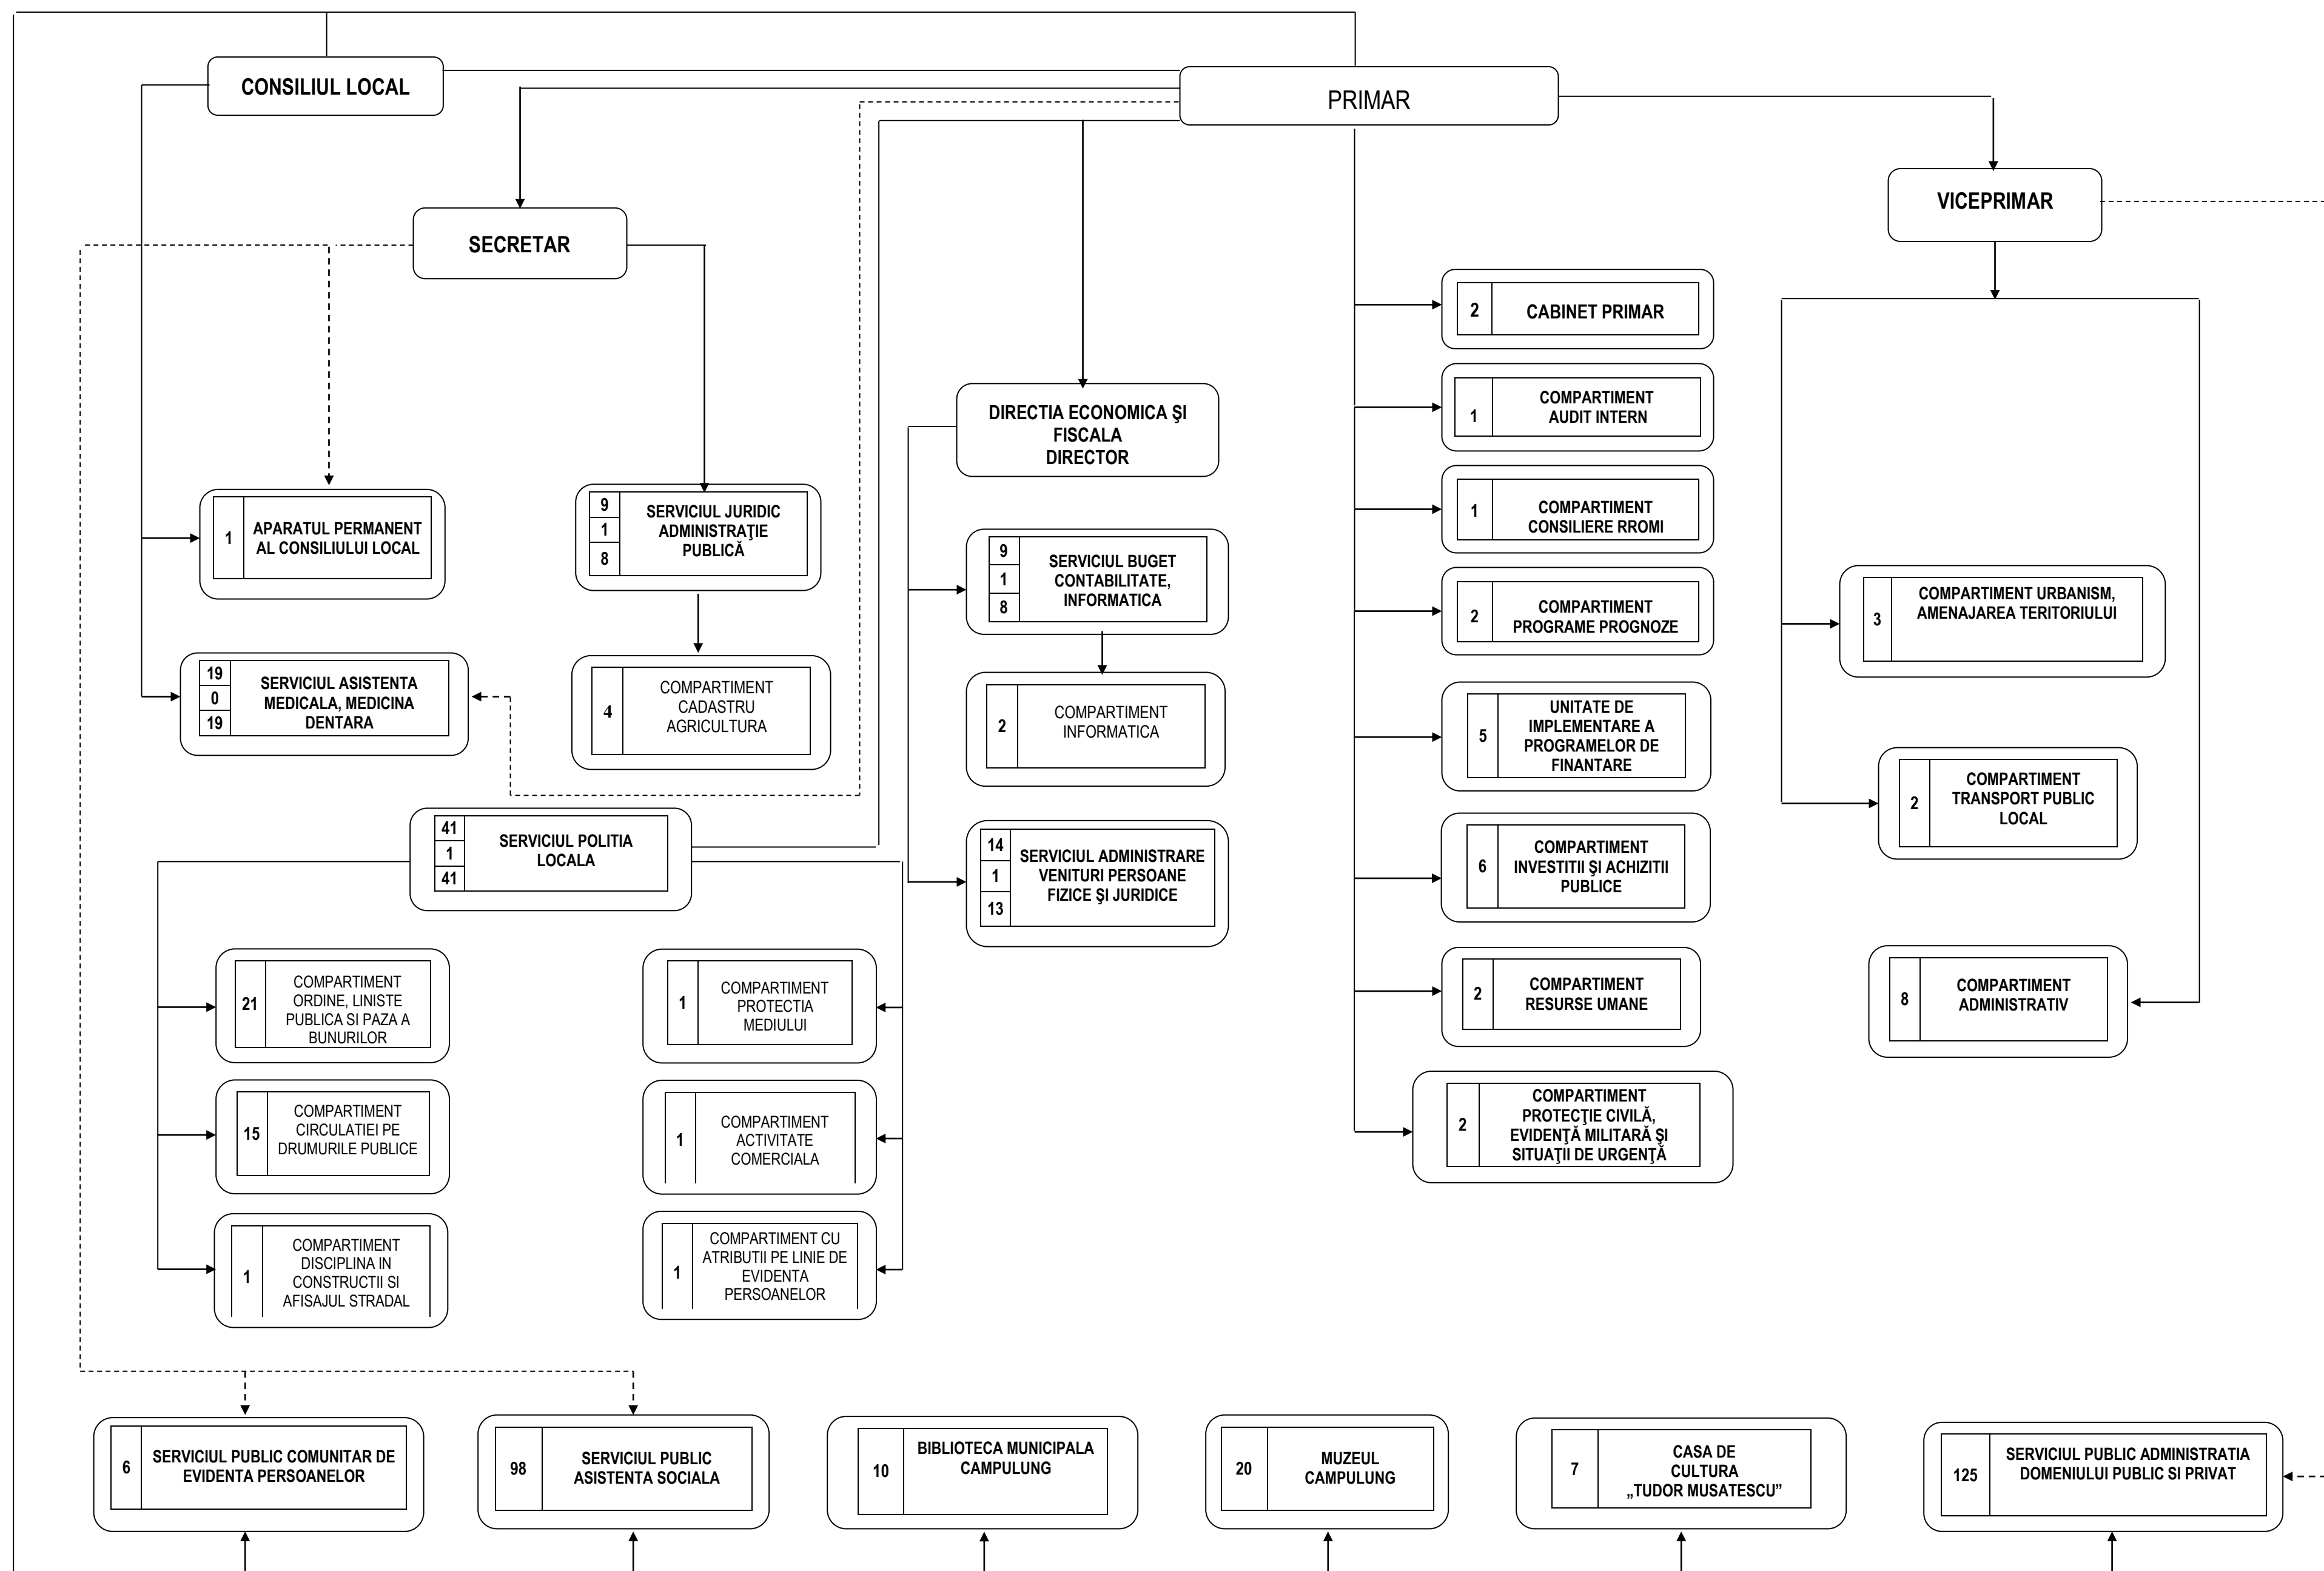 CONSILIUL LOCAL
PRIMAR
VICEPRIMAR
SECRETAR
2
CABINET PRIMAR
1
COMPARTIMENT
AUDIT INTERN
DIRECTIA ECONOMICA ŞI
FISCALA
DIRECTOR
1
APARATUL PERMANENT
AL CONSILIULUI LOCAL
9
1
8
SERVICIUL JURIDIC
ADMINISTRAŢIE
PUBLICĂ
1
COMPARTIMENT
CONSILIERE RROMI
9
1
8
SERVICIUL BUGET
CONTABILITATE,
INFORMATICA
2
COMPARTIMENT
PROGRAME PROGNOZE
3
COMPARTIMENT URBANISM,
AMENAJAREA TERITORIULUI
19
0
19
SERVICIUL ASISTENTA
MEDICALA, MEDICINA
DENTARA
4
COMPARTIMENT
CADASTRU
AGRICULTURA
2
COMPARTIMENT
INFORMATICA
5
UNITATE DE
IMPLEMENTARE A
PROGRAMELOR DE
FINANTARE
2
COMPARTIMENT
TRANSPORT PUBLIC
LOCAL
41
1
41
SERVICIUL POLITIA
LOCALA
14
1
13
SERVICIUL ADMINISTRARE
VENITURI PERSOANE
FIZICE ŞI JURIDICE
6
COMPARTIMENT
INVESTITII ŞI ACHIZITII
PUBLICE
21
COMPARTIMENT
ORDINE, LINISTE
PUBLICA SI PAZA A
BUNURILOR
1
COMPARTIMENT
PROTECTIA
MEDIULUI
2
COMPARTIMENT
RESURSE UMANE
8
COMPARTIMENT
ADMINISTRATIV
15
COMPARTIMENT
CIRCULATIEI PE
DRUMURILE PUBLICE
1
COMPARTIMENT
ACTIVITATE
COMERCIALA
2
COMPARTIMENT
PROTECŢIE CIVILĂ,
EVIDENŢĂ MILITARĂ ŞI
SITUAŢII DE URGENŢĂ
1
COMPARTIMENT
DISCIPLINA IN
CONSTRUCTII SI
AFISAJUL STRADAL
1
COMPARTIMENT CU
ATRIBUTII PE LINIE DE
EVIDENTA
PERSOANELOR
6
SERVICIUL PUBLIC COMUNITAR DE
EVIDENTA PERSOANELOR
98
SERVICIUL PUBLIC
ASISTENTA SOCIALA
10
BIBLIOTECA MUNICIPALA
CAMPULUNG
20
MUZEUL
CAMPULUNG
7
CASA DE
CULTURA
„TUDOR MUSATESCU”
125
SERVICIUL PUBLIC ADMINISTRATIA
DOMENIULUI PUBLIC SI PRIVAT